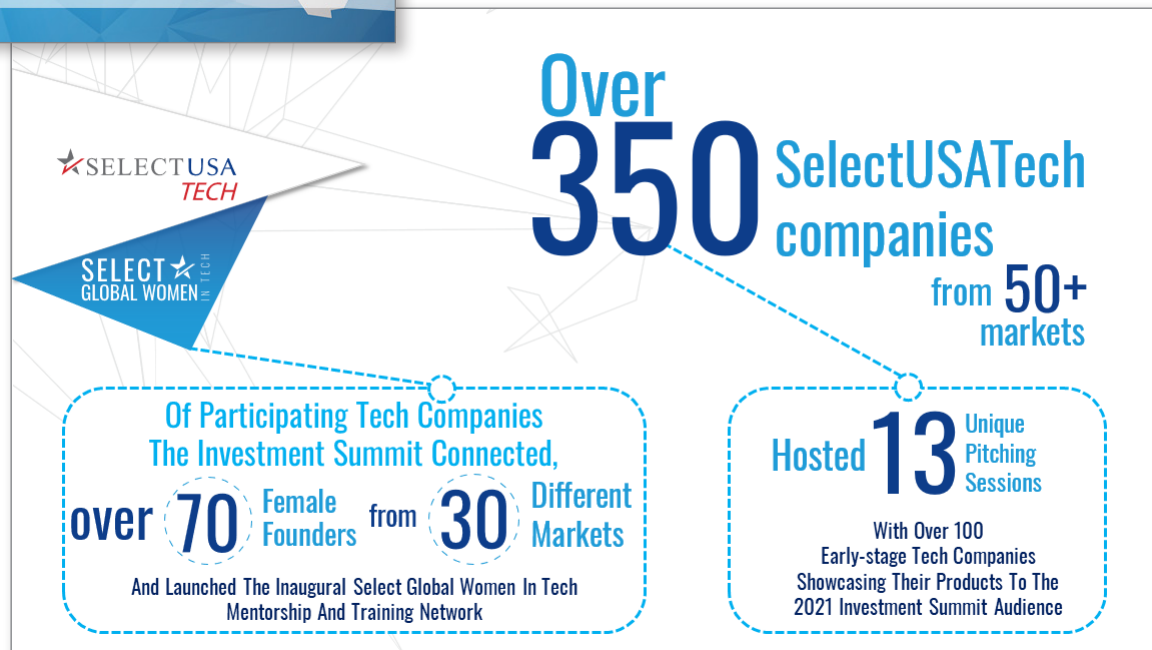 SELECTUSA
TECH
SELECT
GLOBAL WOMEN
IN TECH
Over
350
SelectUSATech
companies
from 50+
markets
Of Participating Tech Companies
The Investment Summit Connected,
over 70 Female Founders from 30 Different Markets
And Launched The Inaugural Select Global Women In Tech
Mentorship And Training Network
Hosted 13 Unique
Pitching
Sessions
With Over 100
Early-stage Tech Companies
Showcasing Their Products To The
2021 Investment Summit Audience